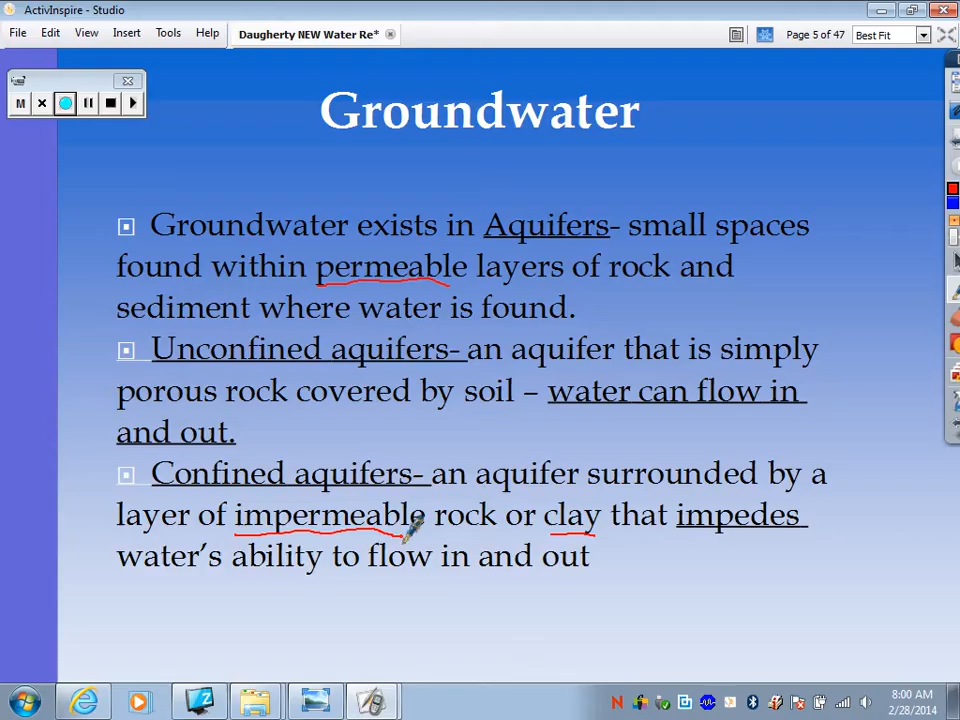 ActivInspire - Studio
File Edit View Insert Tools Help Daugherty NEW Water Re* Page 5 of 47 Best Fit
M
Groundwater
Groundwater exists in Aquifers- small spaces
found within permeable layers of rock and
sediment where water is found.
Unconfined aquifers- an aquifer that is simply
porous rock covered by soil – water can flow in
and out.
Confined aquifers- an aquifer surrounded by a
layer of impermeable rock or clay that impedes
water’s ability to flow in and out
8:00 AM
2/28/2014